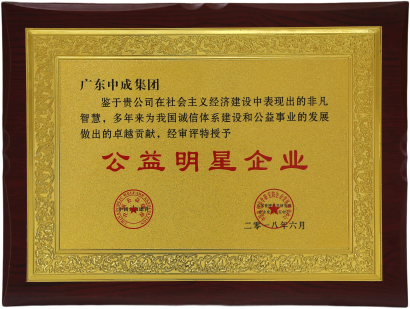 广东中成集团
鉴于贵公司在社会主义经济建设中表现出的非凡
智慧，多年来为我国诚信体系建设和公益事业的发展
做出的卓越贡献，经审评特授予
公益明星企业
二零一八年六月